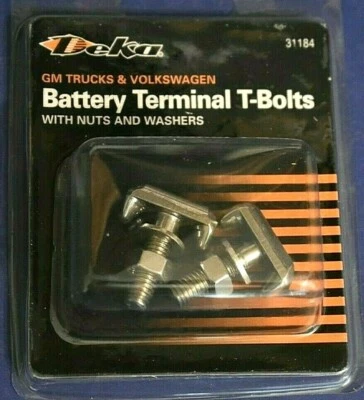 Deka
31184
GM TRUCKS & VOLKSWAGEN
Battery Terminal T-Bolts
WITH NUTS AND WASHERS